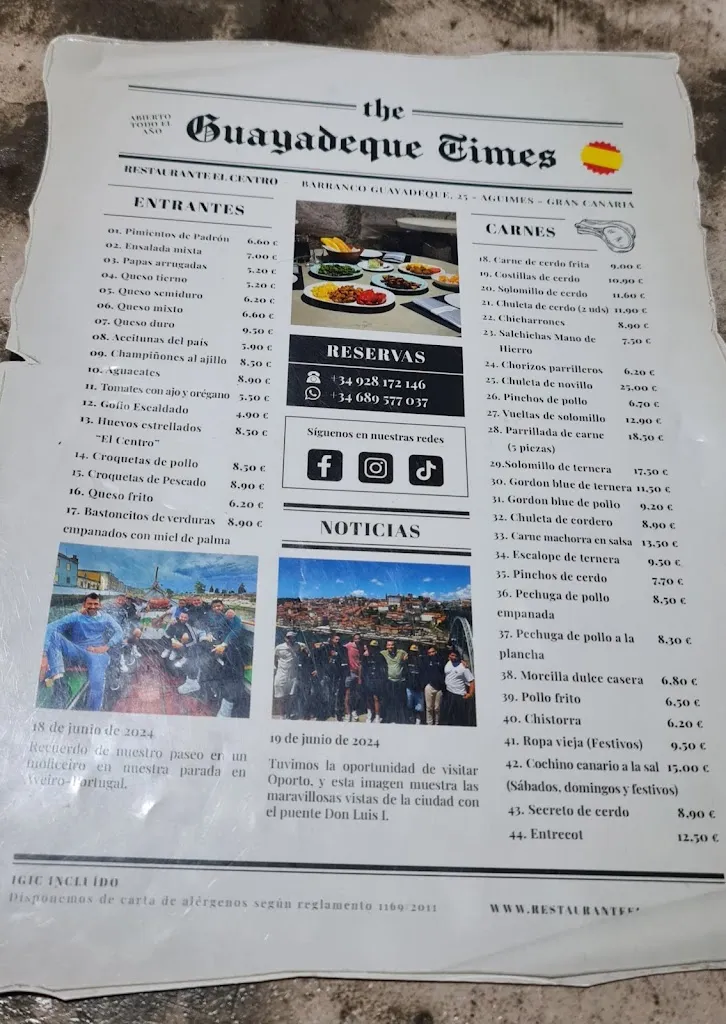 the
Guayadeque Times
ABIERTO
TODO EL
AÑO
RESTAURANTE EL CENTRO
BARRANCO GUAYADEQUE, 25 - AGUIMES - GRAN CANARIA
ENTRANTES
01. Pimientos de Padrón 6.60 €
02. Ensalada mixta 7,00 €
03. Papas arrugadas 5.20 €
04. Queso tierno 5.20 €
05. Queso semiduro 6.20 €
06. Queso mixto 6.60 €
07. Queso duro 9.50 €
08. Aceitunas del país 3.90 €
09. Champiñones al ajillo 8,50 €
10. Aguacates 8.90 €
11. Tomates con ajo y orégano 5.50 €
12. Gofio Escaldado 4.90 €
13. Huevos estrellados 8,50 €
"El Centro"
14. Croquetas de pollo 8,50 €
15. Croquetas de Pescado 8.90 €
16. Queso frito 6.20 €
17. Bastoncitos de verduras 8.90 €
empanados con miel de palma
RESERVAS
+34 928 172 146
+34 689 577 037
Síguenos en nuestras redes
NOTICIAS
18 de junio de 2024
Recuerdo de nuestro paseo en un
moliceiro en nuestra parada en
Aveiro-Portugal.
19 de junio de 2024
Tuvimos la oportunidad de visitar
Oporto, y esta imagen muestra las
maravillosas vistas de la ciudad con
el puente Don Luis I.
CARNES
18. Carne de cerdo frita 9,00 €
19. Costillas de cerdo 10,90 €
20. Solomillo de cerdo 11.60 €
21. Chuleta de cerdo (2 uds) 11,90 €
22. Chicharrones 8,90 €
23. Salchichas Mano de 7,50 €
Hierro
24. Chorizos parrilleros 6.20 €
25. Chuleta de novillo 25.00 €
26. Pinchos de pollo 6.70 €
27. Vueltas de solomillo 12.90 €
28. Parrillada de carne 18,50 €
(5 piezas)
29.Solomillo de ternera 17,50 €
30. Gordon blue de ternera 11,50 €
31. Gordon blue de pollo 9.20 €
32. Chuleta de cordero 8.90 €
33. Carne machorra en salsa 13,50 €
34. Escalope de ternera 9,50 €
35. Pinchos de cerdo 7.70 €
36. Pechuga de pollo 8,50 €
empanada
37. Pechuga de pollo a la 8,30 €
plancha
38. Morcilla dulce casera 6,80 €
39. Pollo frito 6,50 €
40. Chistorra 6.20 €
41. Ropa vieja (Festivos) 9,50 €
42. Cochino canario a la sal 15,00 €
(Sábados, domingos y festivos)
43. Secreto de cerdo 8,90 €
44. Entrecot 12,50 €
IGIC INCLUÍDO
Disponemos de carta de alérgenos según reglamento 1169/2011
WWW.RESTAURANTEE